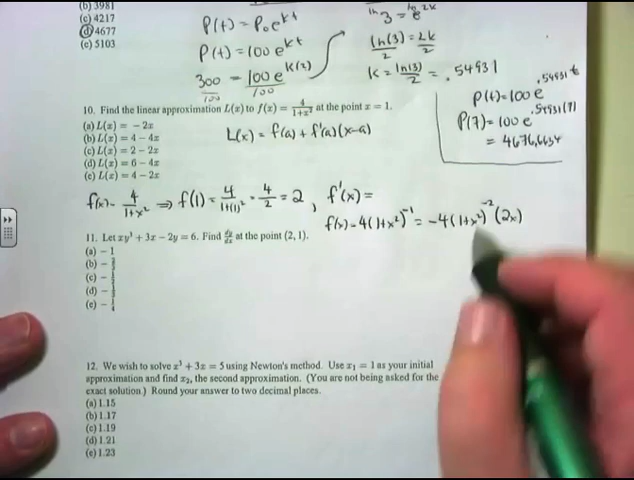 (b) 3981
(c) 4217
(d) 4677
(e) 5103
P(t) = P₀e^kt
P(t) = 100 e^kt
300/100 = 100 e^k(2)/100
ln 3 = ln e^2k
ln(3)/2 = 2k/2
k = ln(3)/2 = .54931
P(t) = 100 e^.54931 t
P(7) = 100 e^.54931(7)
= 4676.6654
10. Find the linear approximation L(x) to f(x) = 4/(1+x²) at the point x = 1.
(a) L(x) = −2x
(b) L(x) = 4 − 4x
(c) L(x) = 2 − 2x
(d) L(x) = 6 − 4x
(e) L(x) = 4 − 2x
L(x) = f(a) + f'(a)(x-a)
f(x) = 4/(1+x²) ⇒ f(1) = 4/(1+(1)²) = 4/2 = 2, f'(x) =
f(x) = 4(1+x²)^-1 = -4(1+x²)^-2 (2x)
11. Let xy³ + 3x − 2y = 6. Find dy/dx at the point (2, 1).
(a) − 1
(b) −
(c) −
(d) −
(e) − 1/4
12. We wish to solve x³ + 3x = 5 using Newton's method. Use x₁ = 1 as your initial
approximation and find x₂, the second approximation. (You are not being asked for the
exact solution.) Round your answer to two decimal places.
(a) 1.15
(b) 1.17
(c) 1.19
(d) 1.21
(e) 1.23